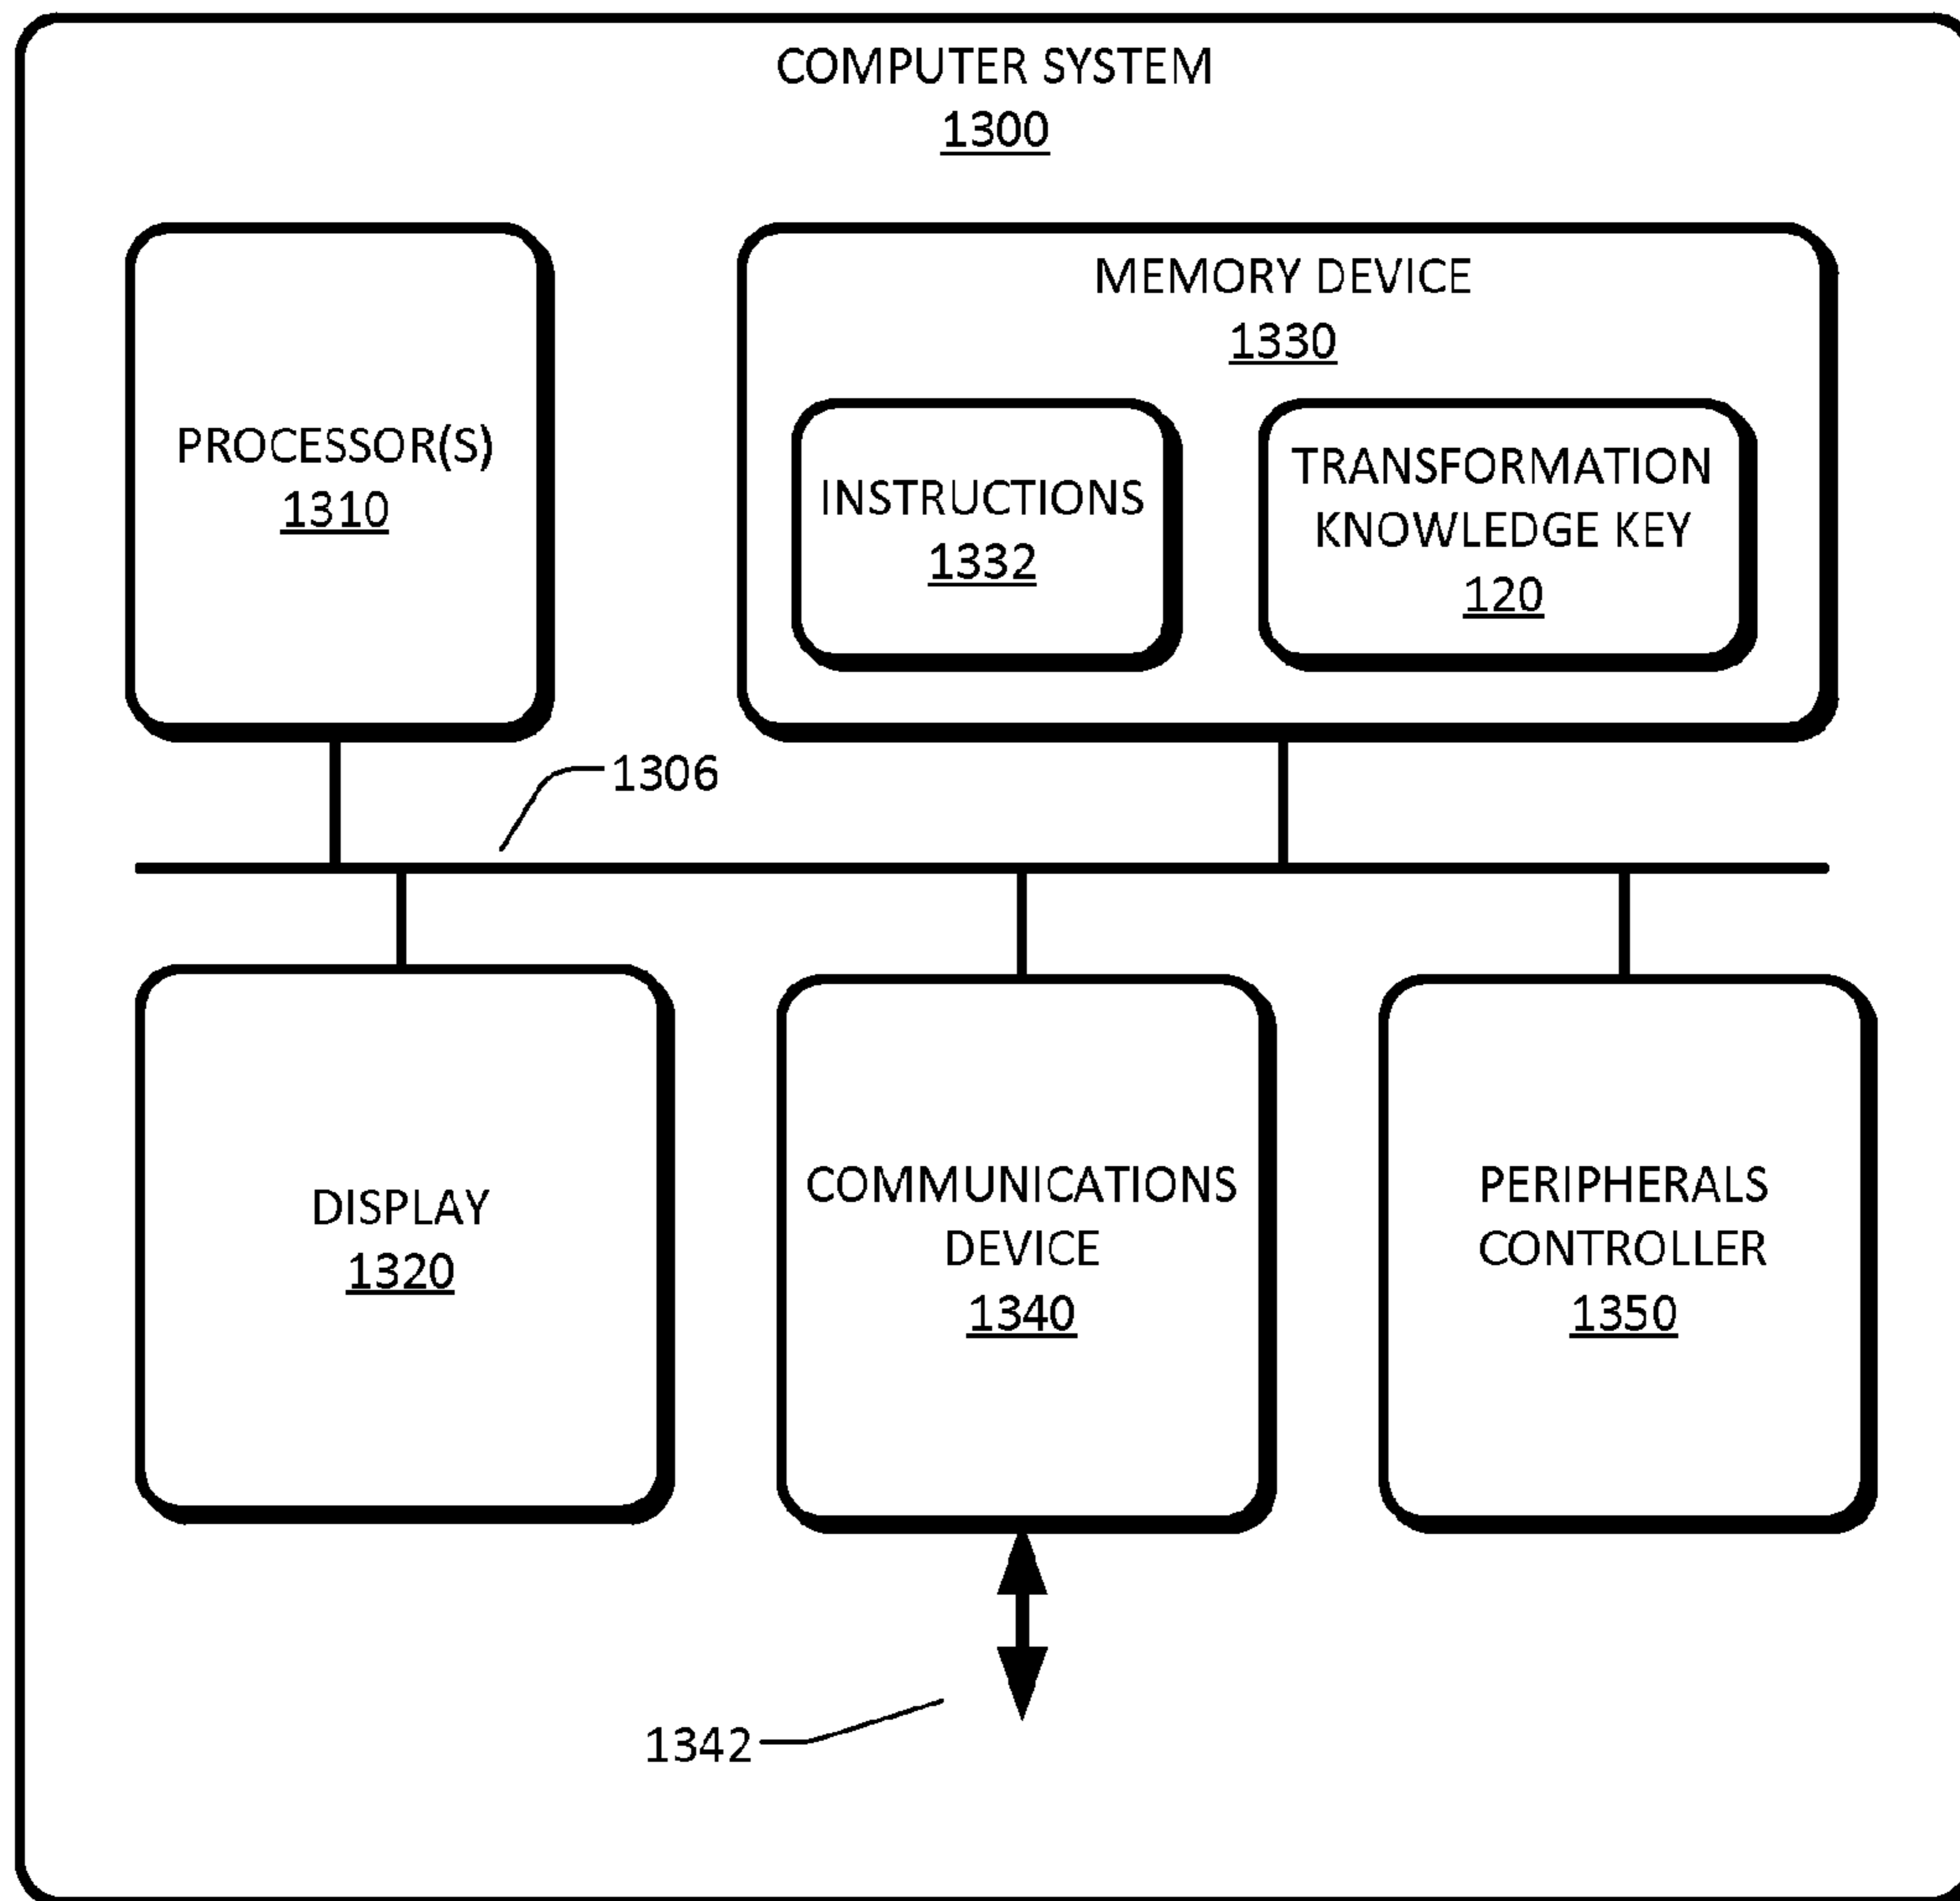 COMPUTER SYSTEM
1300
PROCESSOR(S)
1310
MEMORY DEVICE
1330
INSTRUCTIONS
1332
TRANSFORMATION
KNOWLEDGE KEY
120
1306
DISPLAY
1320
COMMUNICATIONS
DEVICE
1340
PERIPHERALS
CONTROLLER
1350
1342